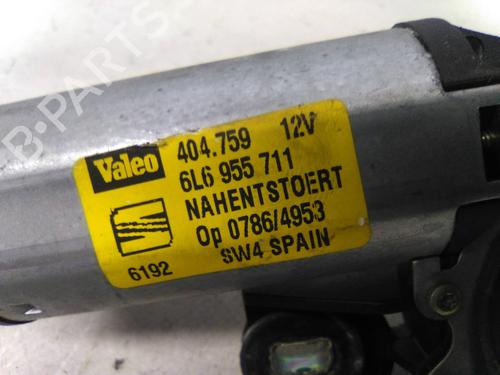 B-PARTS
Valeo
404.759 12V
6L6 955 711
NAHENTSTOERT
Op 0786/4953
SW4 SPAIN
6192